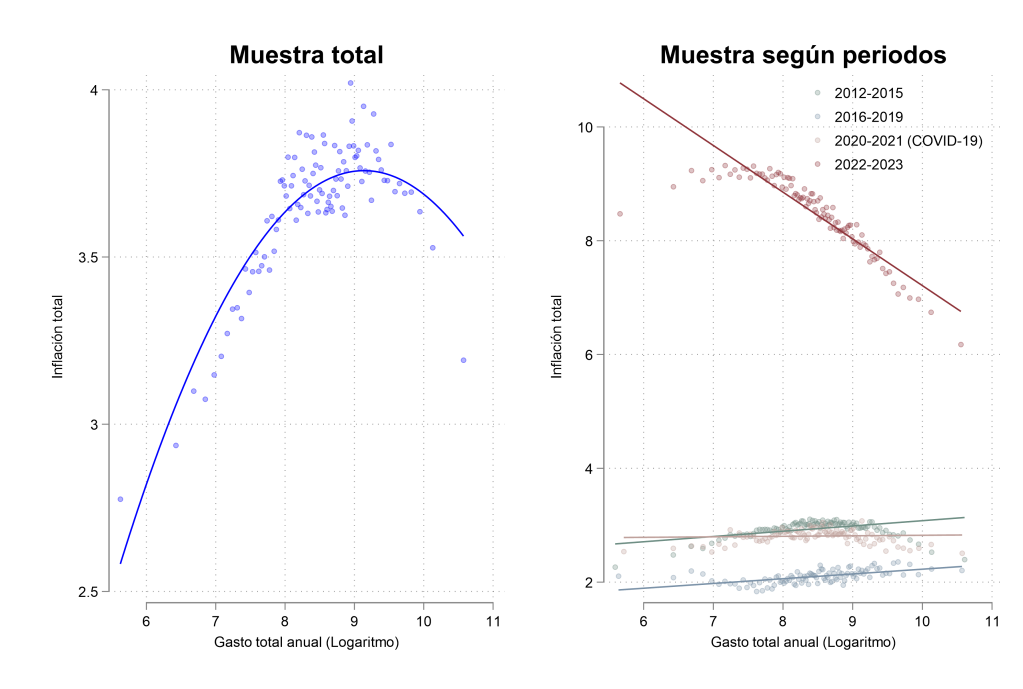 Muestra total
Inflación total
4
3.5
3
2.5
6 7 8 9 10 11
Gasto total anual (Logaritmo)
Muestra según periodos
2012-2015
2016-2019
2020-2021 (COVID-19)
2022-2023
Inflación total
10
8
6
4
2
6 7 8 9 10 11
Gasto total anual (Logaritmo)